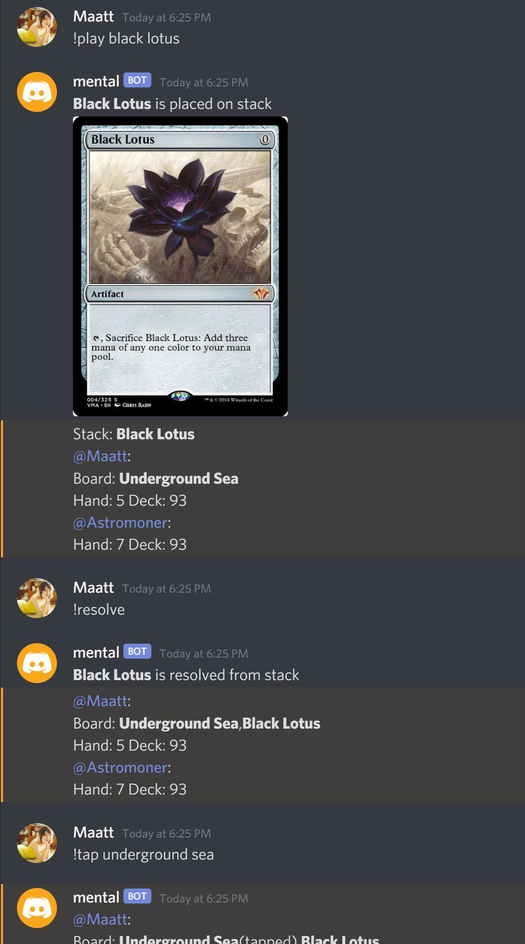 Maatt Today at 6:25 PM
!play black lotus
mental BOT Today at 6:25 PM
Black Lotus is placed on stack
Black Lotus 0
Artifact
, Sacrifice Black Lotus: Add three
mana of any one color to your mana
pool.
004/325 S
VMA • EN Chris Rahn
™ & © 2014 Wizards of the Coast
Stack: Black Lotus
@Maatt:
Board: Underground Sea
Hand: 5 Deck: 93
@Astromoner:
Hand: 7 Deck: 93
Maatt Today at 6:25 PM
!resolve
mental BOT Today at 6:25 PM
Black Lotus is resolved from stack
@Maatt:
Board: Underground Sea,Black Lotus
Hand: 5 Deck: 93
@Astromoner:
Hand: 7 Deck: 93
Maatt Today at 6:25 PM
!tap underground sea
mental BOT Today at 6:25 PM
@Maatt:
Board: Underground Sea(tapped),Black Lotus